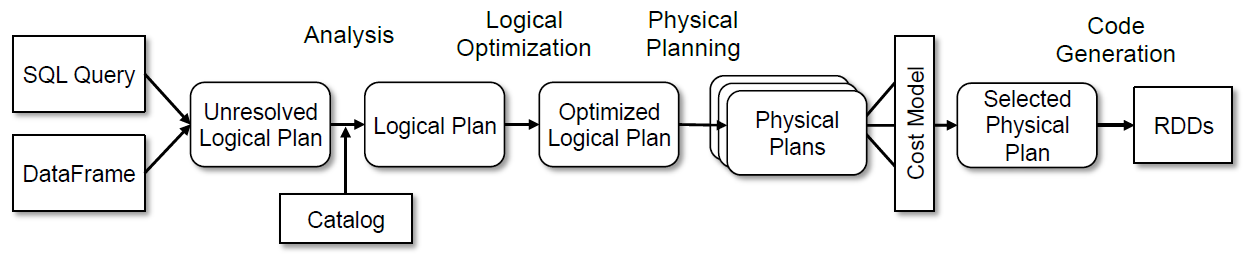 Analysis
Logical
Optimization
Physical
Planning
Code
Generation
SQL Query
DataFrame
Unresolved
Logical Plan
Catalog
Logical Plan
Optimized
Logical Plan
Physical
Plans
Cost Model
Selected
Physical
Plan
RDDs